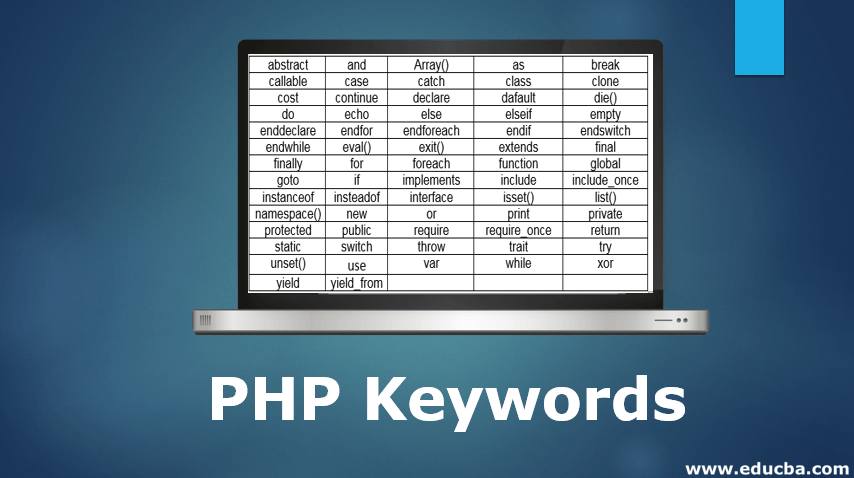 abstract and Array() as break
callable case catch class clone
cost continue declare dafault die()
do echo else elseif empty
enddeclare endfor endforeach endif endswitch
endwhile eval() exit() extends final
finally for foreach function global
goto if implements include include_once
instanceof insteadof interface isset() list()
namespace() new or print private
protected public require require_once return
static switch throw trait try
unset() use var while xor
yield yield_from
PHP Keywords
www.educba.com